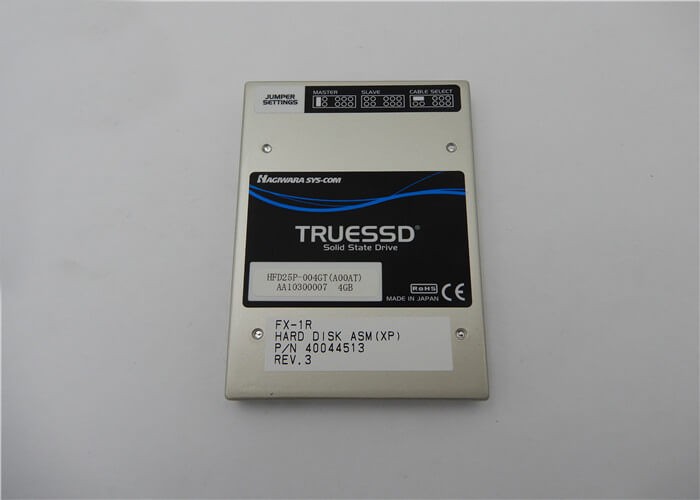 JUMPER SETTINGS
MASTER SLAVE CABLE SELECT
HAGIWARA SYS-COM
TRUESSD®
Solid State Drive
HFD25P-004GT(A00AT)
AA10300007 4GB
RoHS CE
MADE IN JAPAN
FX-1R
HARD DISK ASM(XP)
P/N 40044513
REV.3